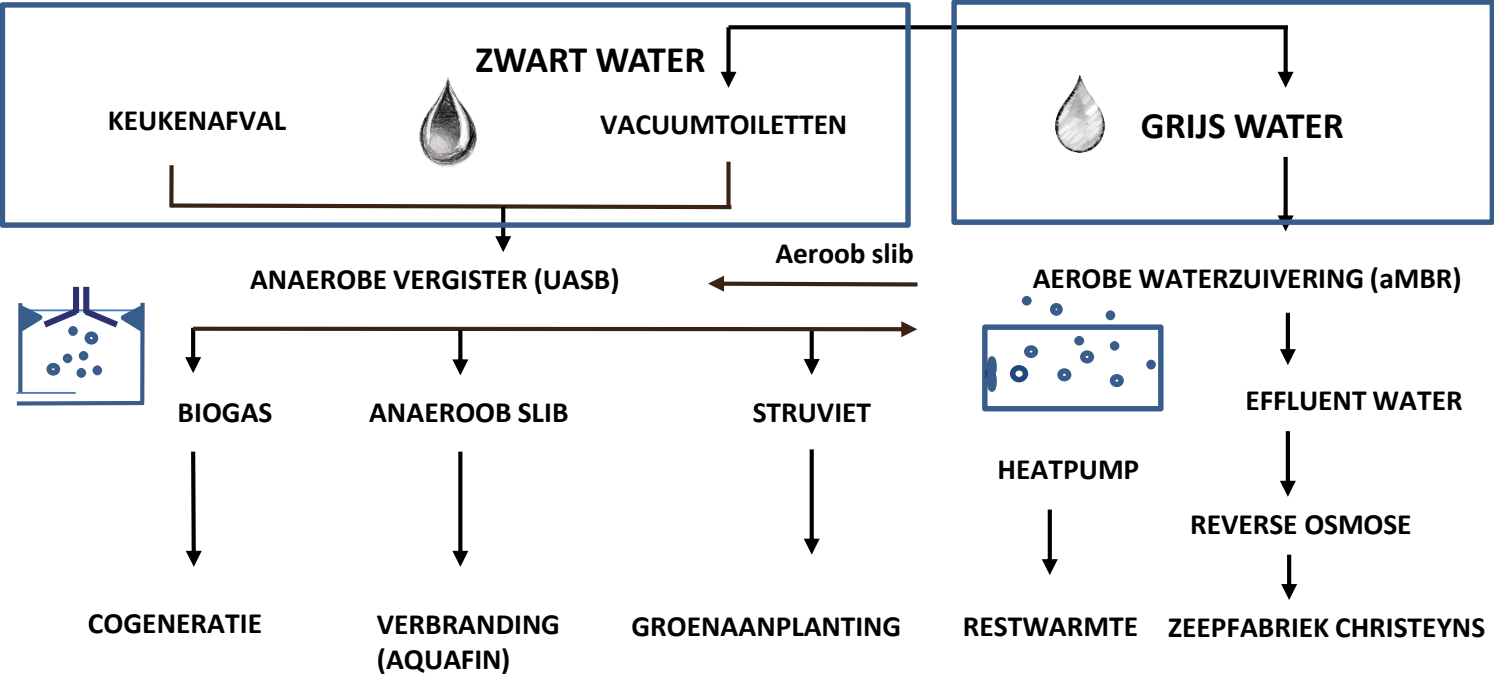 ZWART WATER
KEUKENAFVAL
VACUUMTOILETTEN
GRIJS WATER
Aeroob slib
ANAEROBE VERGISTER (UASB)
AEROBE WATERZUIVERING (aMBR)
BIOGAS
ANAEROOB SLIB
STRUVIET
EFFLUENT WATER
HEATPUMP
REVERSE OSMOSE
COGENERATIE
VERBRANDING
(AQUAFIN)
GROENAANPLANTING
RESTWARMTE
ZEEPFABRIEK CHRISTEYNS